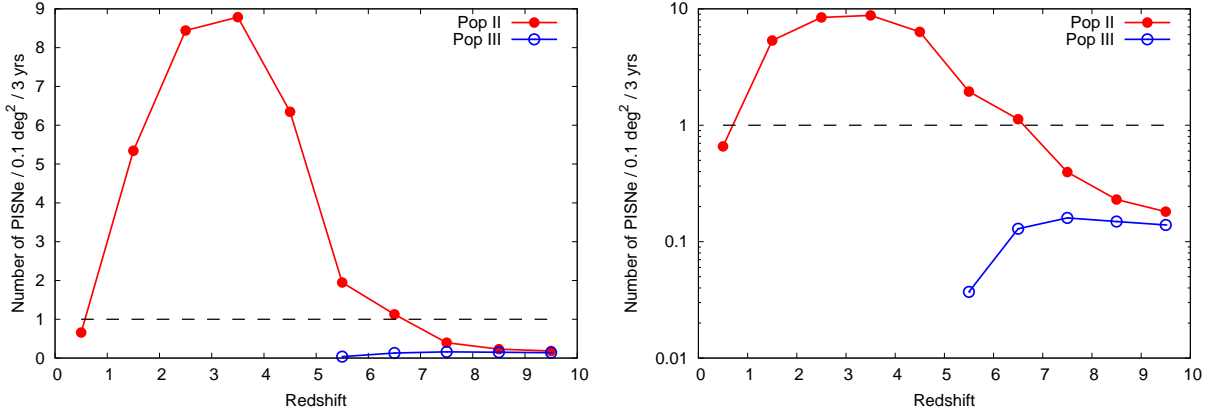 Number of PISNe / 0.1 deg² / 3 yrs
9
8
7
6
5
4
3
2
1
0
0 1 2 3 4 5 6 7 8 9 10
Redshift
Pop II
Pop III
Number of PISNe / 0.1 deg² / 3 yrs
10
1
0.1
0.01
0 1 2 3 4 5 6 7 8 9 10
Redshift
Pop II
Pop III